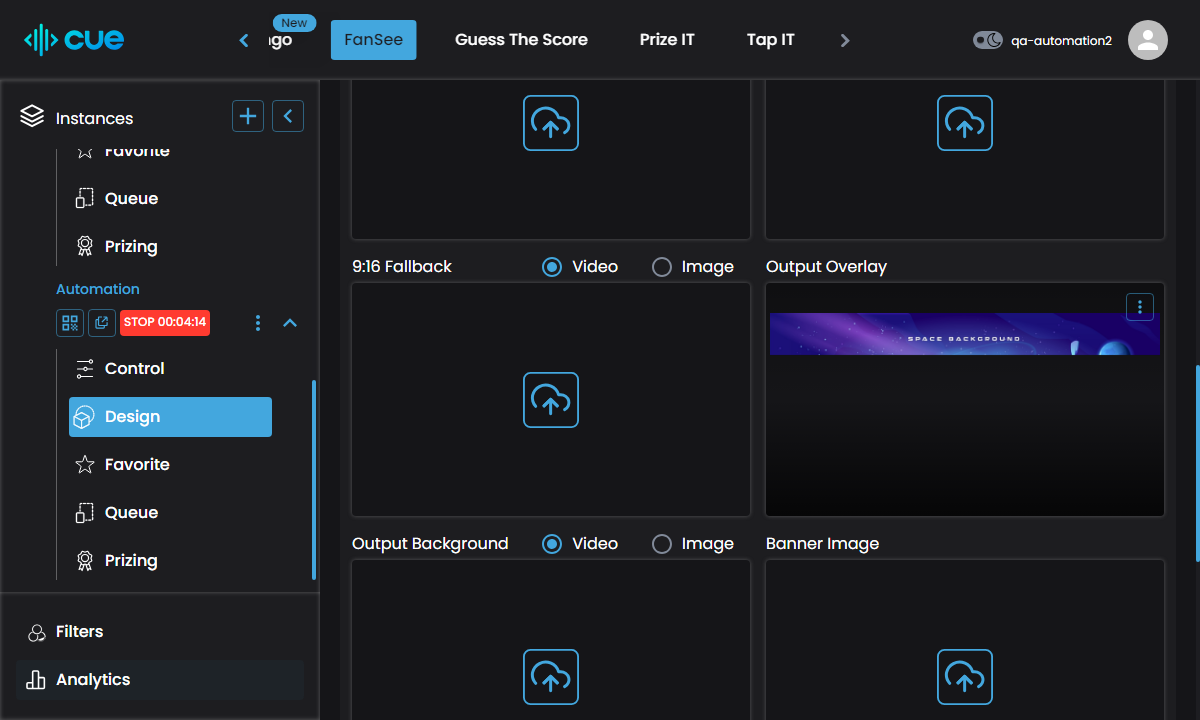 cue
New
ngo
FanSee
Guess The Score
Prize IT
Tap IT
qa-automation2
Instances
Favorite
Queue
Prizing
Automation
STOP 00:04:14
Control
Design
Favorite
Queue
Prizing
Filters
Analytics
9:16 Fallback
Video
Image
Output Overlay
SPACE BACKGROUND
Output Background
Video
Image
Banner Image